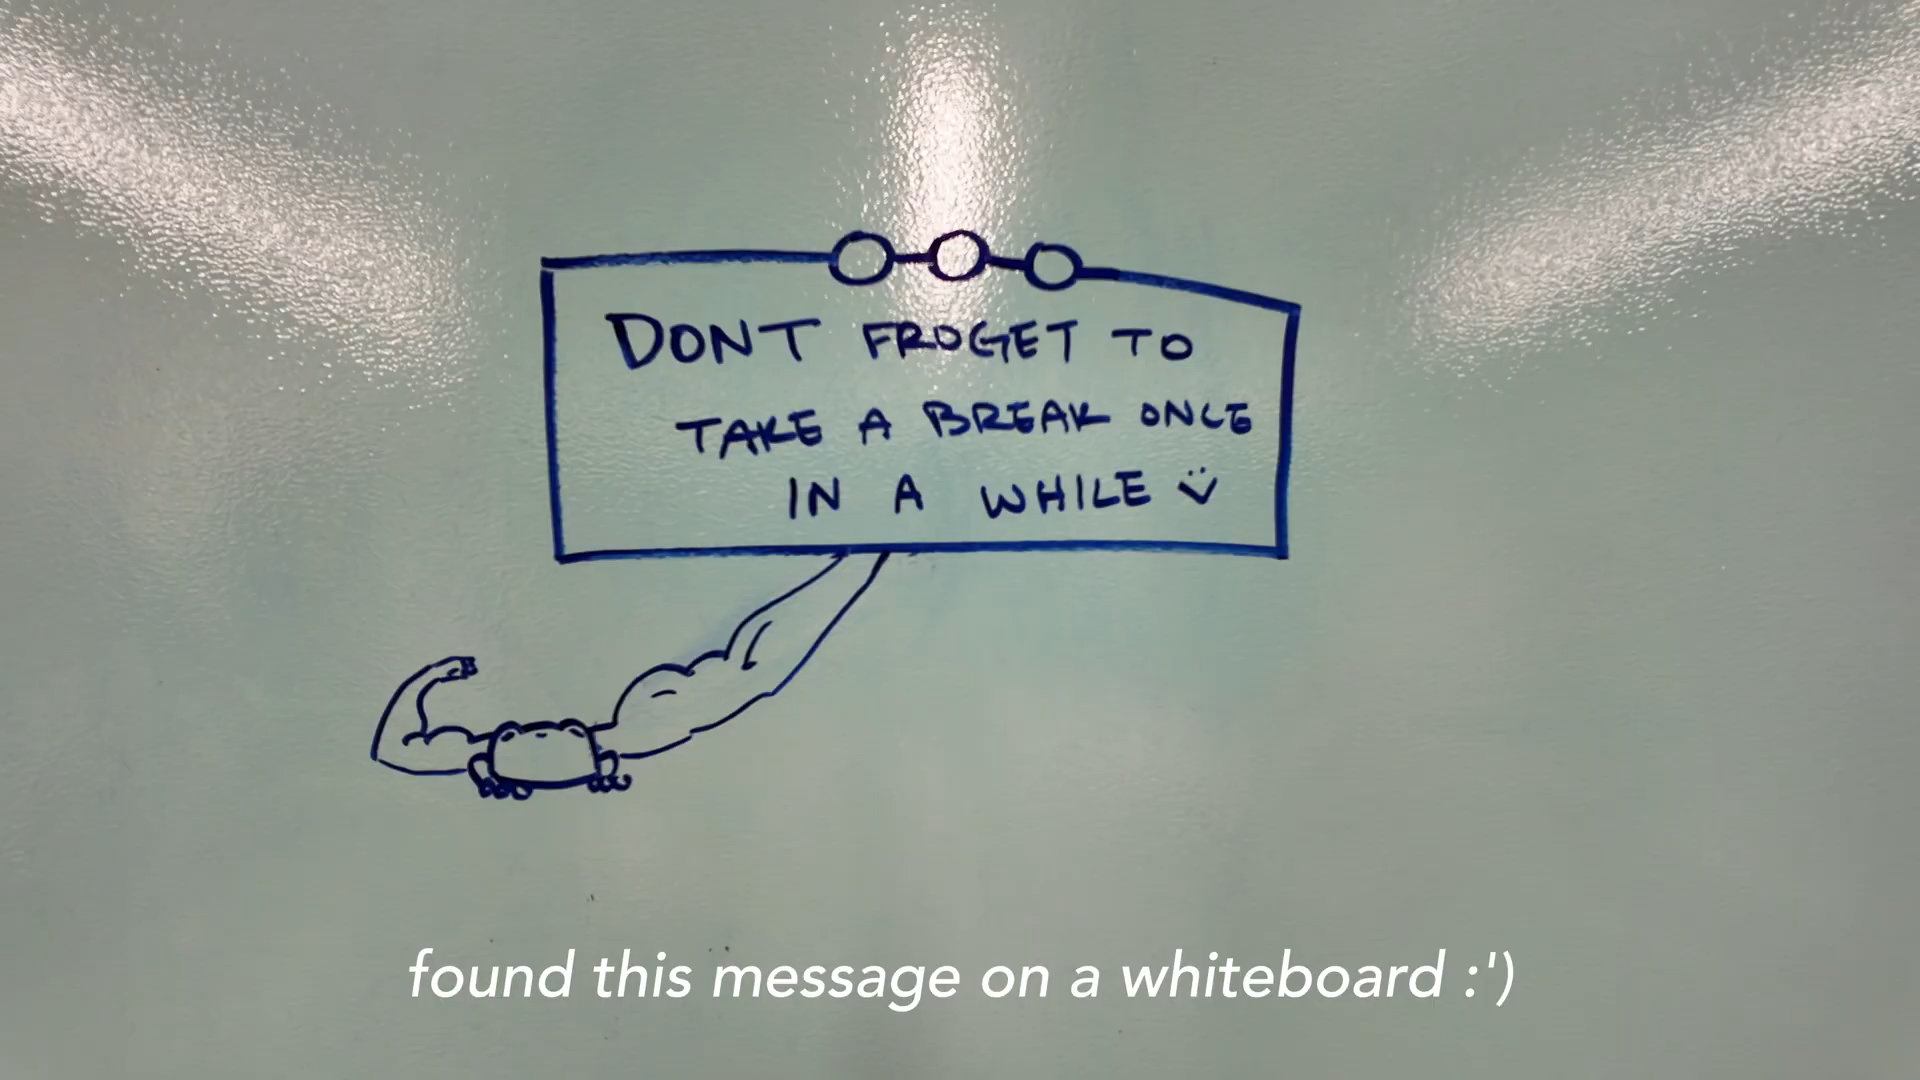 DONT FROGET TO
TAKE A BREAK ONCE
IN A WHILE :)
found this message on a whiteboard :')